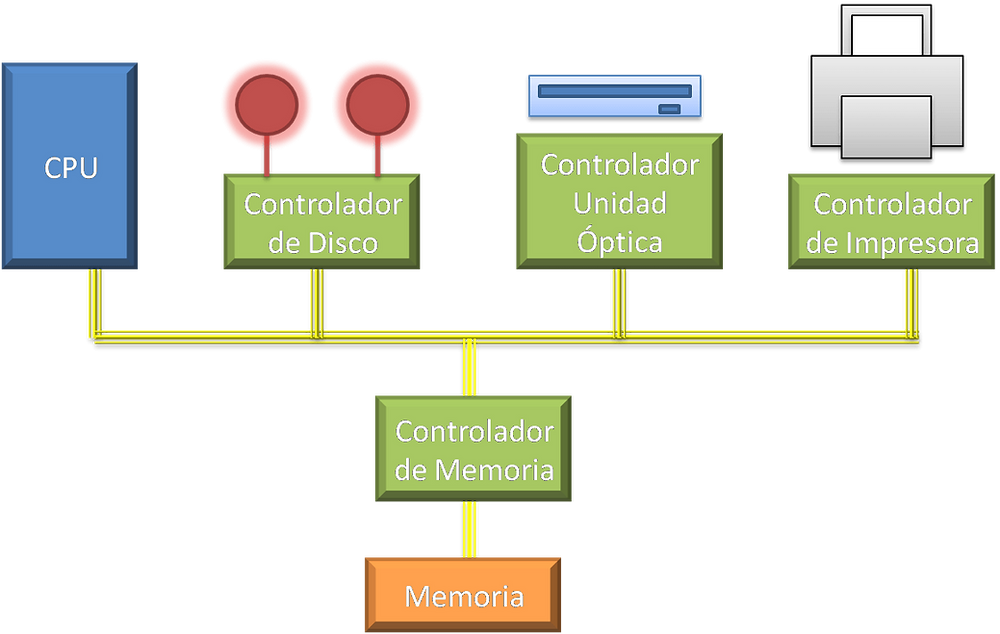 CPU
Controlador
de Disco
Controlador
Unidad
Óptica
Controlador
de Impresora
Controlador
de Memoria
Memoria